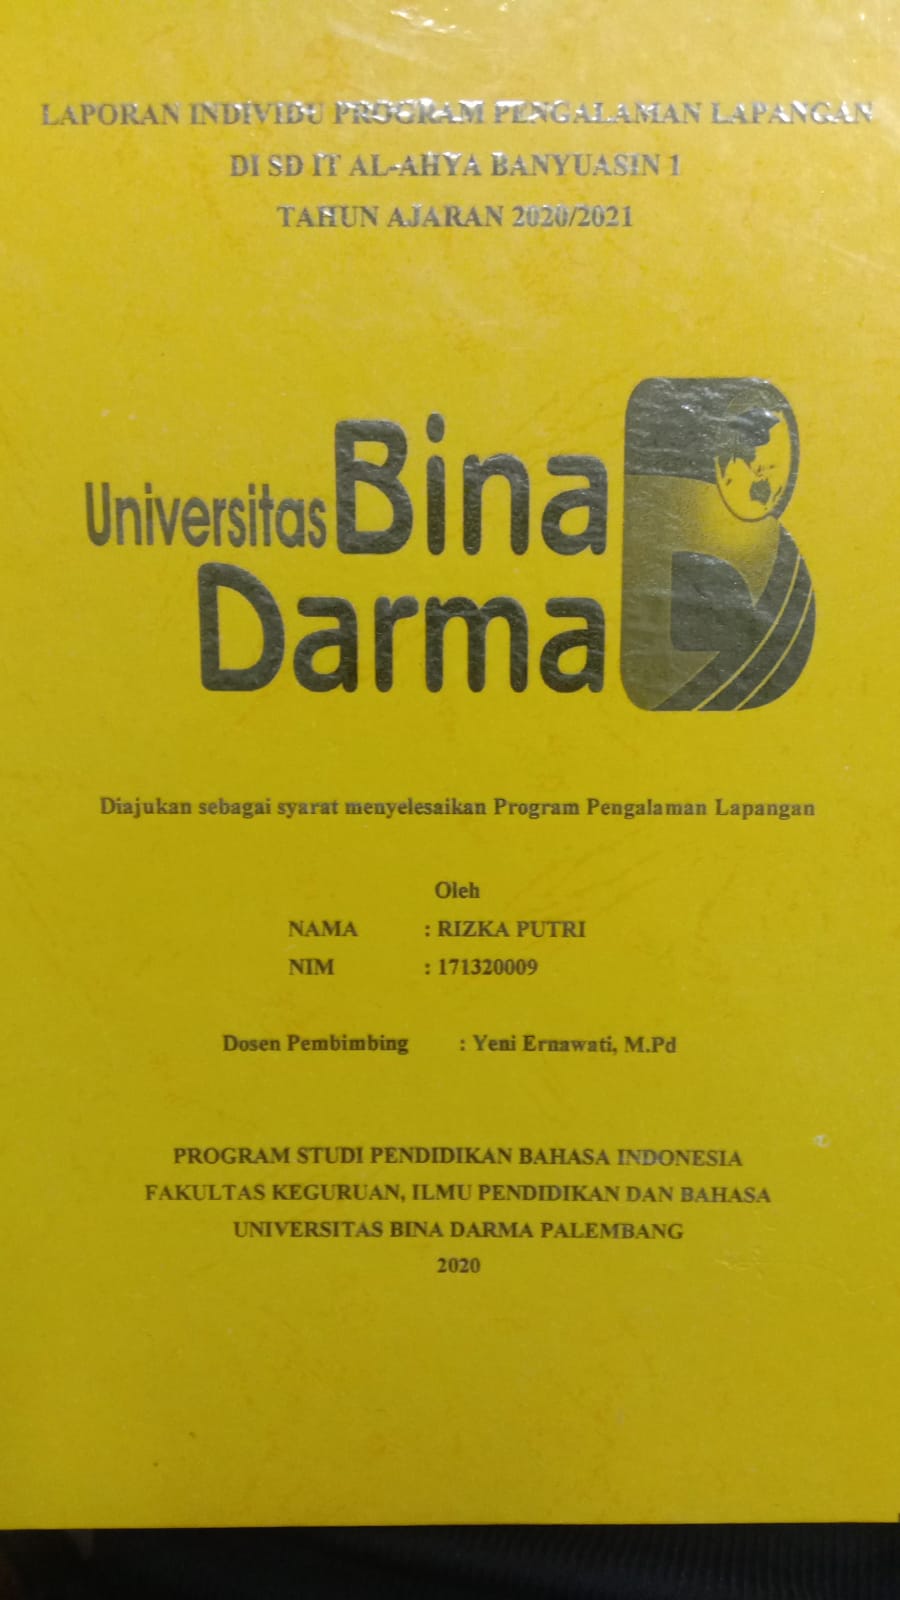 LAPORAN INDIVIDU PROGRAM PENGALAMAN LAPANGAN
DI SD IT AL-AHYA BANYUASIN 1
TAHUN AJARAN 2020/2021
Universitas Bina
Darma
Diajukan sebagai syarat menyelesaikan Program Pengalaman Lapangan
Oleh
NAMA : RIZKA PUTRI
NIM : 171320009
Dosen Pembimbing : Yeni Ernawati, M.Pd
PROGRAM STUDI PENDIDIKAN BAHASA INDONESIA
FAKULTAS KEGURUAN, ILMU PENDIDIKAN DAN BAHASA
UNIVERSITAS BINA DARMA PALEMBANG
2020